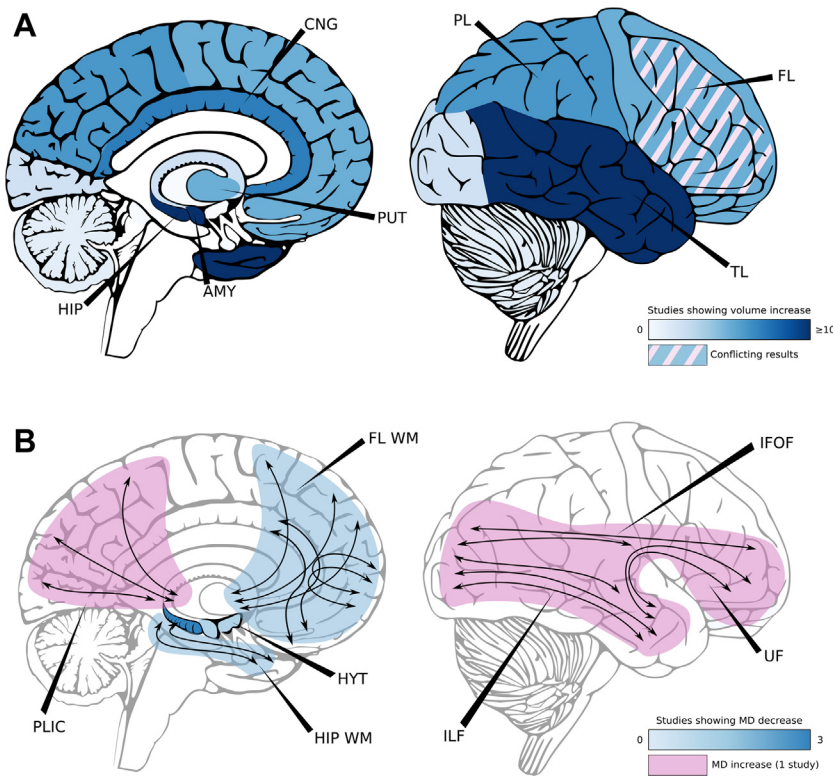 A
CNG
PL
FL
PUT
HIP
AMY
TL
Studies showing volume increase
0
≥10
Conflicting results
B
FL WM
IFOF
HYT
UF
PLIC
HIP WM
ILF
Studies showing MD decrease
0
3
MD increase (1 study)